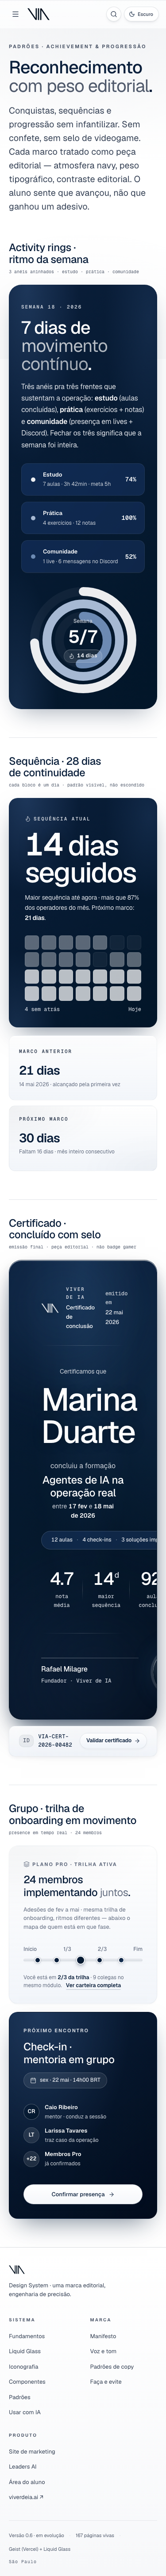 VIΛ
Escuro
PADRÕES · ACHIEVEMENT & PROGRESSÃO
Reconhecimento
com peso editorial.
Conquistas, sequências e
progressão sem infantilizar. Sem
confete, sem selo de videogame.
Cada marco tratado como peça
editorial — atmosfera navy, peso
tipográfico, contexto operacional. O
aluno sente que avançou, não que
ganhou um adesivo.
Activity rings ·
ritmo da semana
3 anéis aninhados · estudo · prática · comunidade
SEMANA 18 · 2026
7 dias de
movimento
contínuo.
Três anéis pra três frentes que
sustentam a operação: estudo (aulas
concluídas), prática (exercícios + notas)
e comunidade (presença em lives +
Discord). Fechar os três significa que a
semana foi inteira.
Estudo
7 aulas · 3h 42min · meta 5h
74%
Prática
4 exercícios · 12 notas
100%
Comunidade
1 live · 6 mensagens no Discord
52%
Semana
5/7
14 dias
Sequência · 28 dias
de continuidade
cada bloco é um dia · padrão visível, não escondido
SEQUÊNCIA ATUAL
14 dias
seguidos
Maior sequência até agora · mais que 87%
dos operadores do mês. Próximo marco:
21 dias.
4 sem atrás
Hoje
MARCO ANTERIOR
21 dias
14 mai 2026 · alcançado pela primeira vez
PRÓXIMO MARCO
30 dias
Faltam 16 dias · mês inteiro consecutivo
Certificado ·
concluído com selo
emissão final · peça editorial · não badge gamer
VIΛ
VIVER
DE IA
Certificado
de
conclusão
emitido
em
22 mai
2026
Certificamos que
Marina
Duarte
concluiu a formação
Agentes de IA na
operação real
entre 17 fev e 18 mai
de 2026
12 aulas · 4 check-ins · 3 soluções im
4.7
nota
média
14d
maior
sequência
92
aul
conclu
Rafael Milagre
Fundador · Viver de IA
ID
VIA-CERT-
2026-00482
Validar certificado →
Grupo · trilha de
onboarding em movimento
presence em tempo real · 24 membros
PLANO PRO · TRILHA ATIVA
24 membros
implementando juntos.
Adesões de fev a mai · mesma trilha de
onboarding, ritmos diferentes — abaixo o
mapa de quem está em que fase.
Início
1/3
2/3
Fim
Você está em 2/3 da trilha · 9 colegas no
mesmo módulo. Ver carteira completa
PRÓXIMO ENCONTRO
Check-in ·
mentoria em grupo
sex · 22 mai · 14h00 BRT
CR
Caio Ribeiro
mentor · conduz a sessão
LT
Larissa Tavares
traz caso da operação
+22
Membros Pro
já confirmados
Confirmar presença →
VIΛ
Design System · uma marca editorial,
engenharia de precisão.
SISTEMA
Fundamentos
Liquid Glass
Iconografia
Componentes
Padrões
Usar com IA
MARCA
Manifesto
Voz e tom
Padrões de copy
Faça e evite
PRODUTO
Site de marketing
Leaders AI
Área do aluno
viverdeia.ai ↗
Versão 0.6 · em evolução
167 páginas vivas
Geist (Vercel) + Liquid Glass
São Paulo